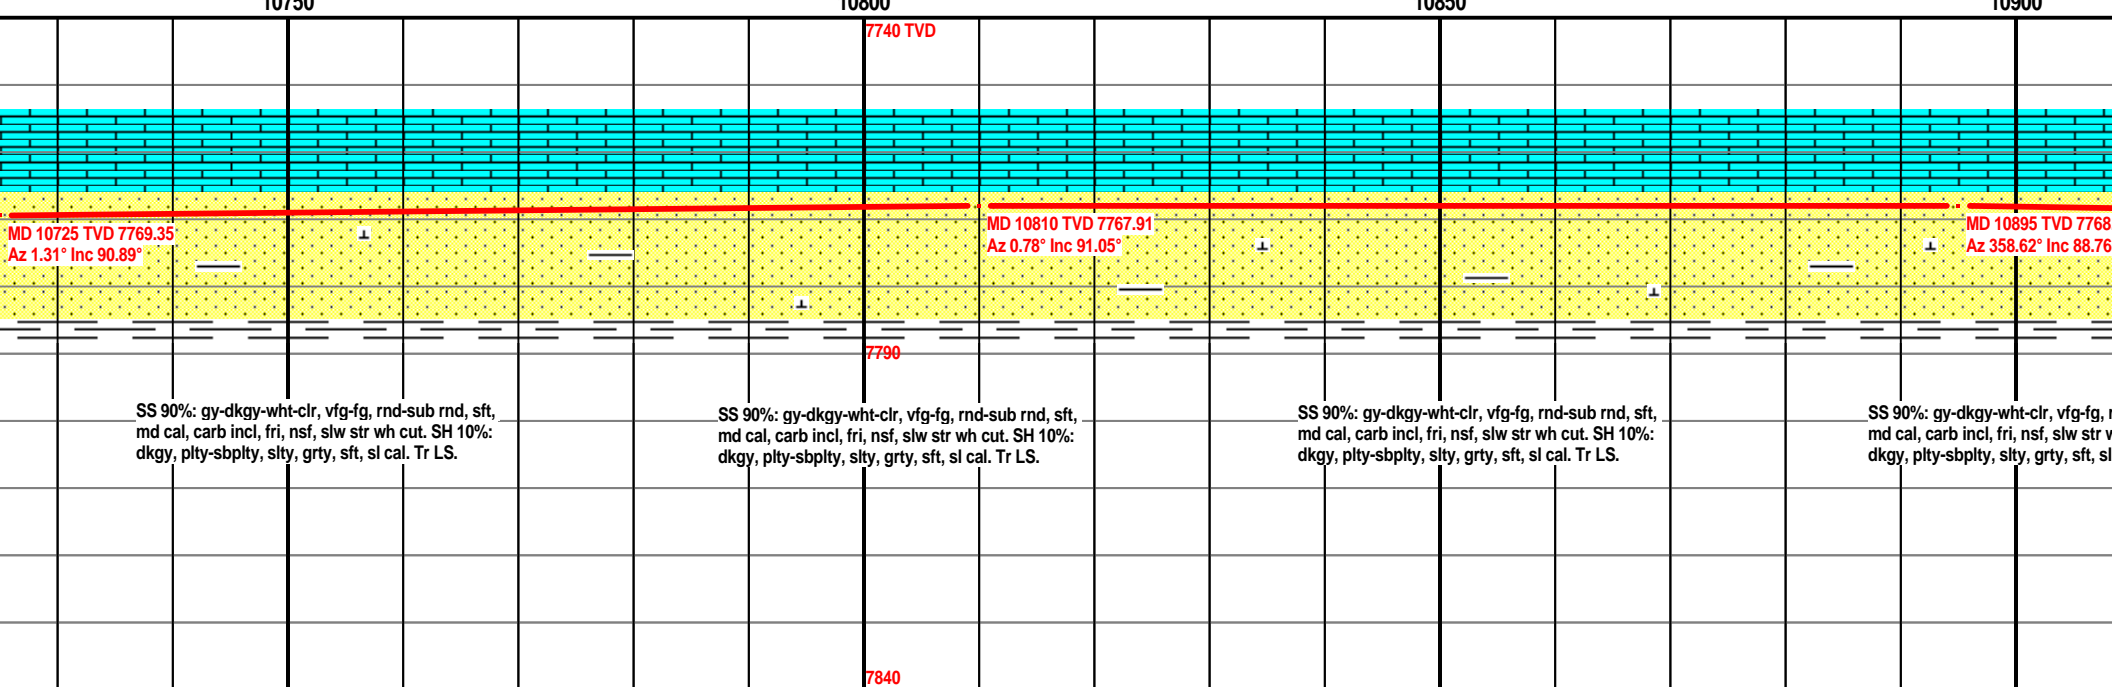 10750
10800
10850
10900
7740 TVD
MD 10725 TVD 7769.35
Az 1.31° Inc 90.89°
MD 10810 TVD 7767.91
Az 0.78° Inc 91.05°
MD 10895 TVD 7768
Az 358.62° Inc 88.76
7790
SS 90%: gy-dkgy-wht-clr, vfg-fg, rnd-sub rnd, sft,
md cal, carb incl, fri, nsf, slw str wh cut. SH 10%:
dkgy, plty-sbplty, slty, grty, sft, sl cal. Tr LS.
SS 90%: gy-dkgy-wht-clr, vfg-fg, rnd-sub rnd, sft,
md cal, carb incl, fri, nsf, slw str wh cut. SH 10%:
dkgy, plty-sbplty, slty, grty, sft, sl cal. Tr LS.
SS 90%: gy-dkgy-wht-clr, vfg-fg, rnd-sub rnd, sft,
md cal, carb incl, fri, nsf, slw str wh cut. SH 10%:
dkgy, plty-sbplty, slty, grty, sft, sl cal. Tr LS.
SS 90%: gy-dkgy-wht-clr, vfg-fg,
md cal, carb incl, fri, nsf, slw str
dkgy, plty-sbplty, slty, grty, sft, sl
7840